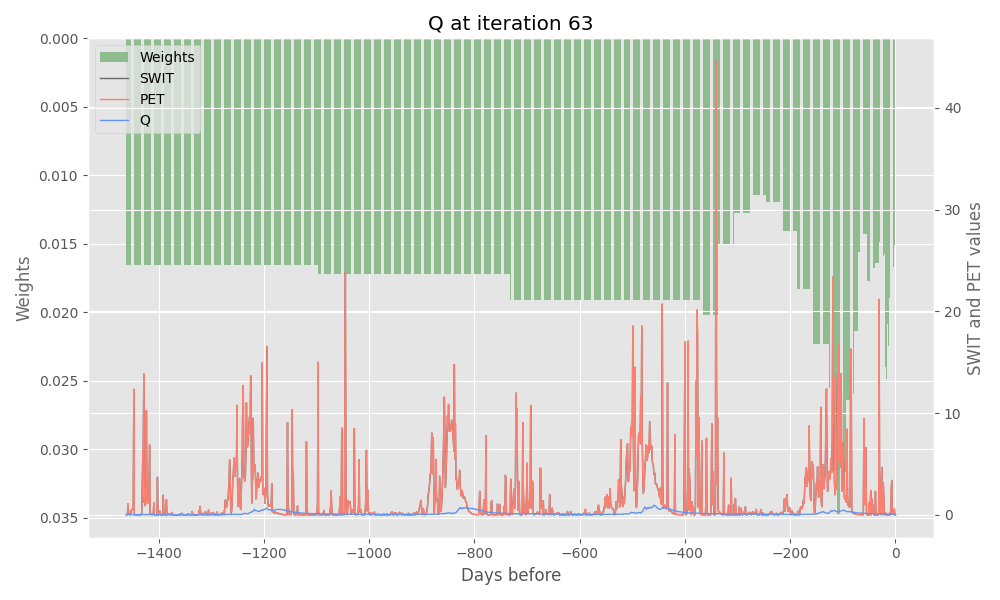 Q at iteration 63
Weights
SWIT
PET
Q
0.000
0.005
0.010
0.015
0.020
0.025
0.030
0.035
Weights
40
30
20
10
0
SWIT and PET values
−1400
−1200
−1000
−800
−600
−400
−200
0
Days before